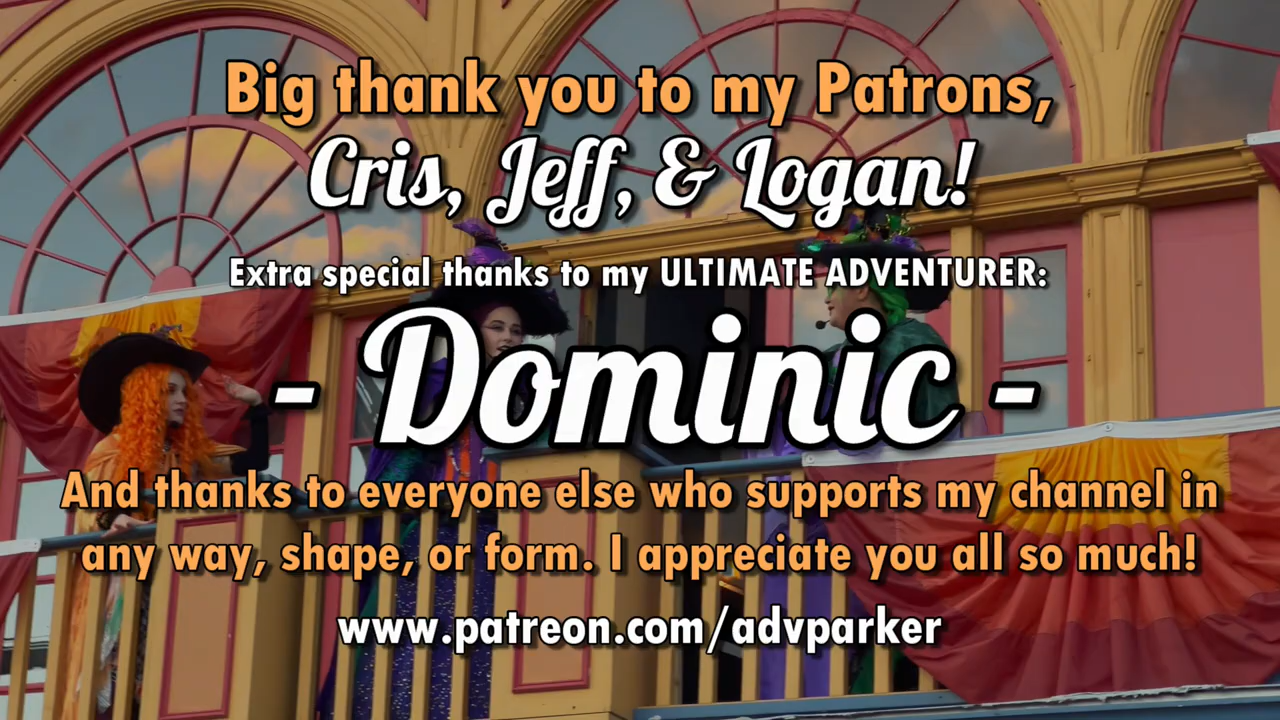 Big thank you to my Patrons,
Cris, Jeff, & Logan!
Extra special thanks to my ULTIMATE ADVENTURER:
- Dominic -
And thanks to everyone else who supports my channel in
any way, shape, or form. I appreciate you all so much!
www.patreon.com/advparker